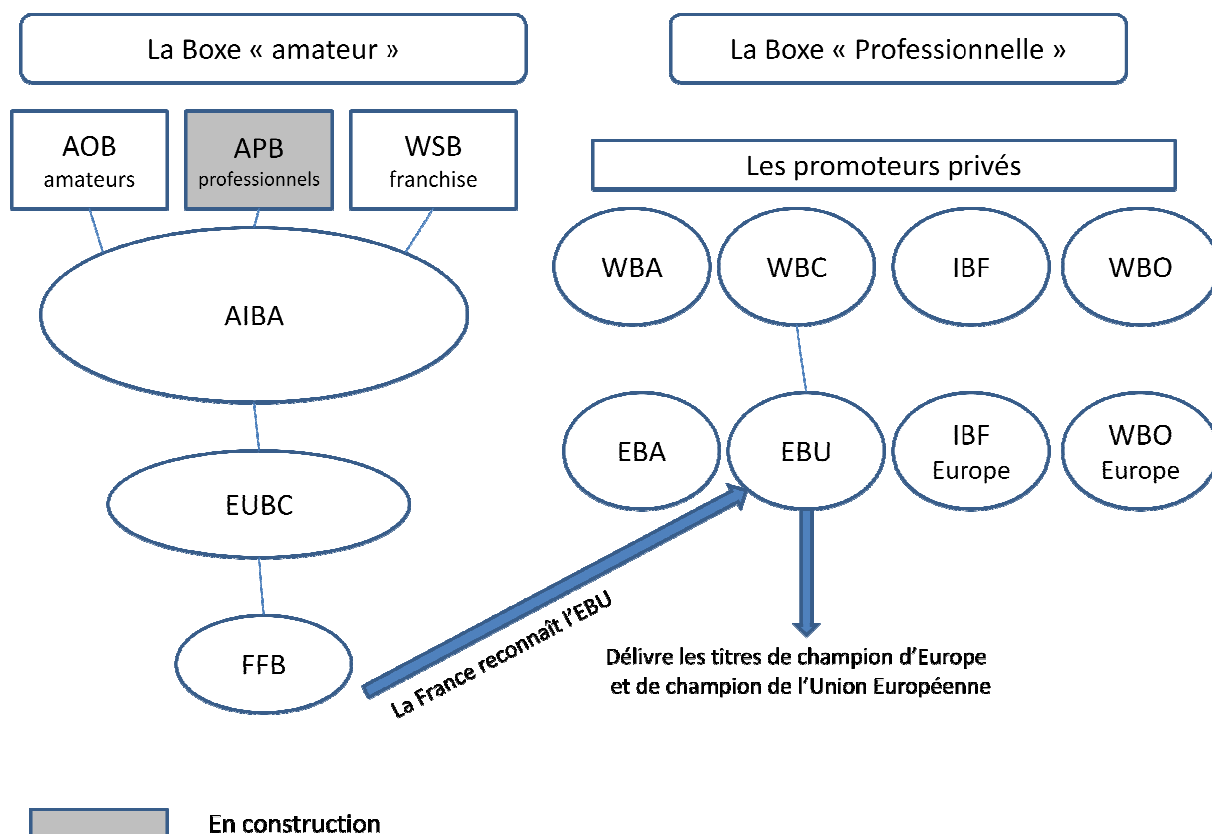 La Boxe « amateur »
La Boxe « Professionnelle »
AOB
amateurs
APB
professionnels
WSB
franchise
Les promoteurs privés
AIBA
WBA
WBC
IBF
WBO
EUBC
EBA
EBU
IBF
Europe
WBO
Europe
FFB
La France reconnaît l’EBU
Délivre les titres de champion d’Europe
et de champion de l’Union Européenne
En construction